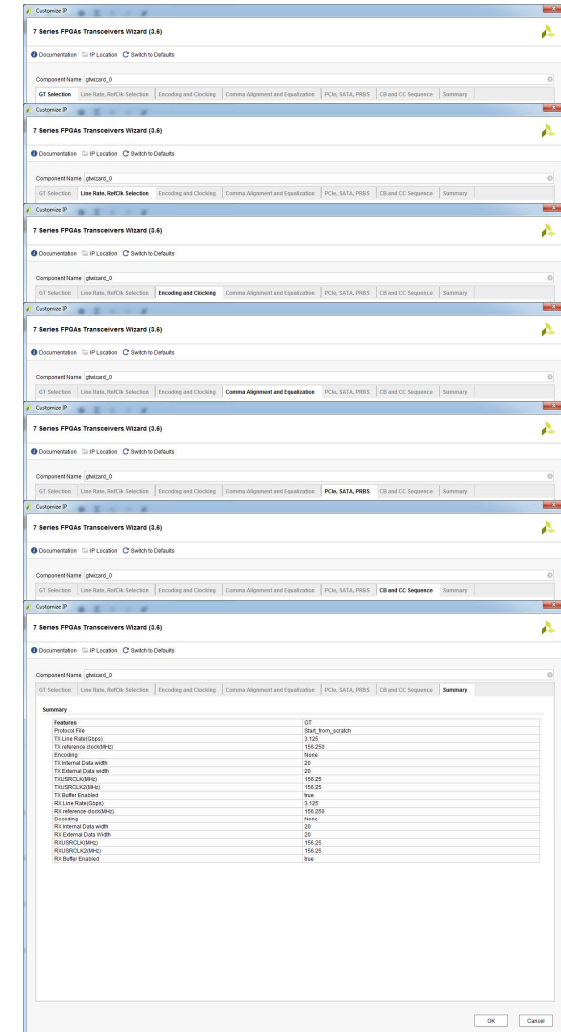 Customize IP
7 Series FPGAs Transceivers Wizard (3.6)
Documentation IP Location Switch to Defaults
Component Name gtwizard_0
GT Selection Line Rate, RefClk Selection Encoding and Clocking Comma Alignment and Equalization PCIe, SATA, PRBS CB and CC Sequence Summary
Customize IP
7 Series FPGAs Transceivers Wizard (3.6)
Documentation IP Location Switch to Defaults
Component Name gtwizard_0
GT Selection Line Rate, RefClk Selection Encoding and Clocking Comma Alignment and Equalization PCIe, SATA, PRBS CB and CC Sequence Summary
Customize IP
7 Series FPGAs Transceivers Wizard (3.6)
Documentation IP Location Switch to Defaults
Component Name gtwizard_0
GT Selection Line Rate, RefClk Selection Encoding and Clocking Comma Alignment and Equalization PCIe, SATA, PRBS CB and CC Sequence Summary
Customize IP
7 Series FPGAs Transceivers Wizard (3.6)
Documentation IP Location Switch to Defaults
Component Name gtwizard_0
GT Selection Line Rate, RefClk Selection Encoding and Clocking Comma Alignment and Equalization PCIe, SATA, PRBS CB and CC Sequence Summary
Customize IP
7 Series FPGAs Transceivers Wizard (3.6)
Documentation IP Location Switch to Defaults
Component Name gtwizard_0
GT Selection Line Rate, RefClk Selection Encoding and Clocking Comma Alignment and Equalization PCIe, SATA, PRBS CB and CC Sequence Summary
Customize IP
7 Series FPGAs Transceivers Wizard (3.6)
Documentation IP Location Switch to Defaults
Component Name gtwizard_0
GT Selection Line Rate, RefClk Selection Encoding and Clocking Comma Alignment and Equalization PCIe, SATA, PRBS CB and CC Sequence Summary
Customize IP
7 Series FPGAs Transceivers Wizard (3.6)
Documentation IP Location Switch to Defaults
Component Name gtwizard_0
GT Selection Line Rate, RefClk Selection Encoding and Clocking Comma Alignment and Equalization PCIe, SATA, PRBS CB and CC Sequence Summary
Summary
Features GT
Protocol File Start_from_scratch
TX Line Rate(Gbps) 3.125
TX reference clock(MHz) 156.250
Encoding None
TX Internal Data width 20
TX External Data width 20
TXUSRCLK(MHz) 156.25
TXUSRCLK2(MHz) 156.25
TX Buffer Enabled true
RX Line Rate(Gbps) 3.125
RX reference clock(MHz) 156.250
Decoding None
RX Internal Data width 20
RX External Data Width 20
RXUSRCLK(MHz) 156.25
RXUSRCLK2(MHz) 156.25
RX Buffer Enabled true
OK Cancel